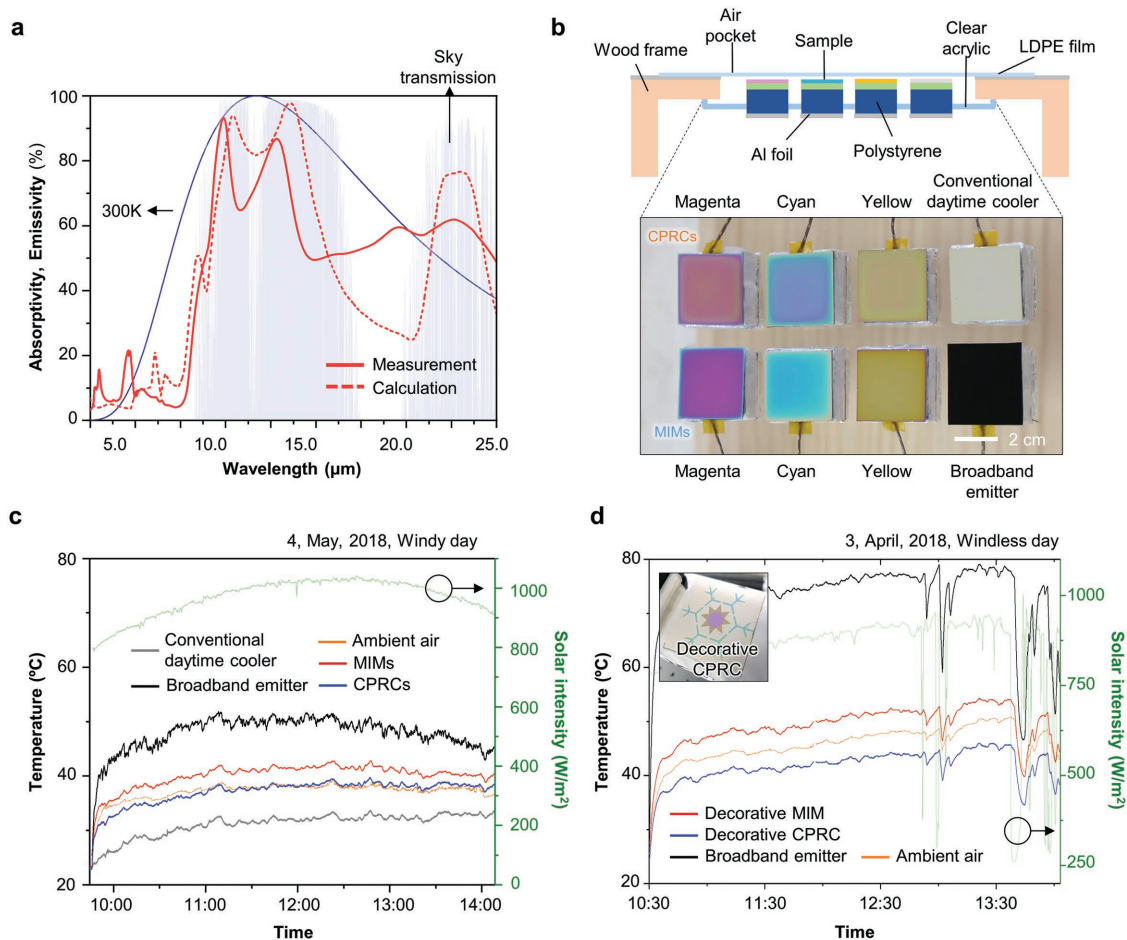 a
Sky
transmission
100
80
60
40
20
0
Absorptivity, Emissivity (%)
300K
Measurement
Calculation
5.0
10.0
15.0
20.0
25.0
Wavelength (μm)
b
Wood frame
Air
pocket
Sample
Clear
acrylic
LDPE film
Al foil
Polystyrene
Magenta
Cyan
Yellow
Conventional
daytime cooler
CPRCs
MIMs
2 cm
Magenta
Cyan
Yellow
Broadband
emitter
c
4, May, 2018, Windy day
80
60
40
20
Temperature (ºC)
Conventional
daytime cooler
Broadband emitter
Ambient air
MIMs
CPRCs
1000
800
600
400
200
0
Solar intensity (W/m²)
10:00
11:00
12:00
13:00
14:00
Time
d
3, April, 2018, Windless day
80
60
40
20
Temperature (ºC)
Decorative
CPRC
Decorative MIM
Decorative CPRC
Broadband emitter
Ambient air
1000
750
500
250
Solar intensity (W/m²)
10:30
11:30
12:30
13:30
Time